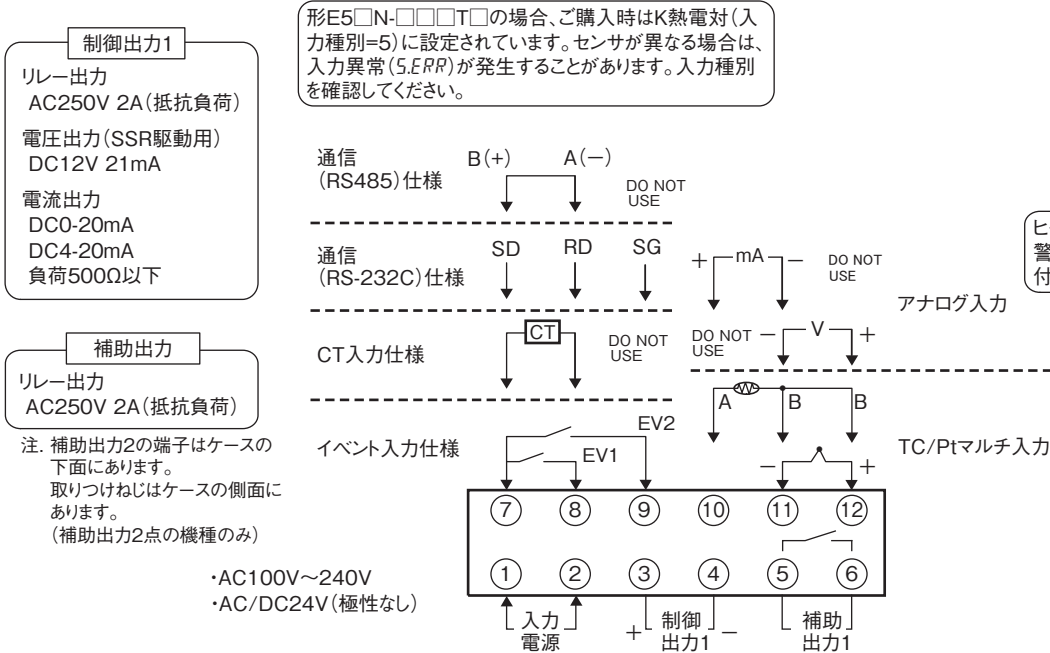 形E5□N-□□□T□の場合、ご購入時はK熱電対(入
力種別=5)に設定されています。センサが異なる場合は、
入力異常(S.ERR)が発生することがあります。入力種別
を確認してください。
制御出力1
リレー出力
AC250V 2A(抵抗負荷)
電圧出力(SSR駆動用)
DC12V 21mA
電流出力
DC0-20mA
DC4-20mA
負荷500Ω以下
補助出力
リレー出力
AC250V 2A(抵抗負荷)
注. 補助出力2の端子はケースの
下面にあります。
取りつけねじはケースの側面に
あります。
(補助出力2点の機種のみ)
・AC100V～240V
・AC/DC24V(極性なし)
通信
(RS485)仕様
B(+)
A(－)
DO NOT
USE
通信
(RS-232C)仕様
SD
RD
SG
+
mA
－
DO NOT
USE
アナログ入力
CT入力仕様
CT
DO NOT
USE
DO NOT
USE
－
V
+
A
B
B
TC/Ptマルチ入力
－
+
イベント入力仕様
EV2
EV1
⑦ ⑧ ⑨ ⑩ ⑪ ⑫
① ② ③ ④ ⑤ ⑥
入力
電源
+
制御
出力1
－
補助
出力1
ヒ
警
付